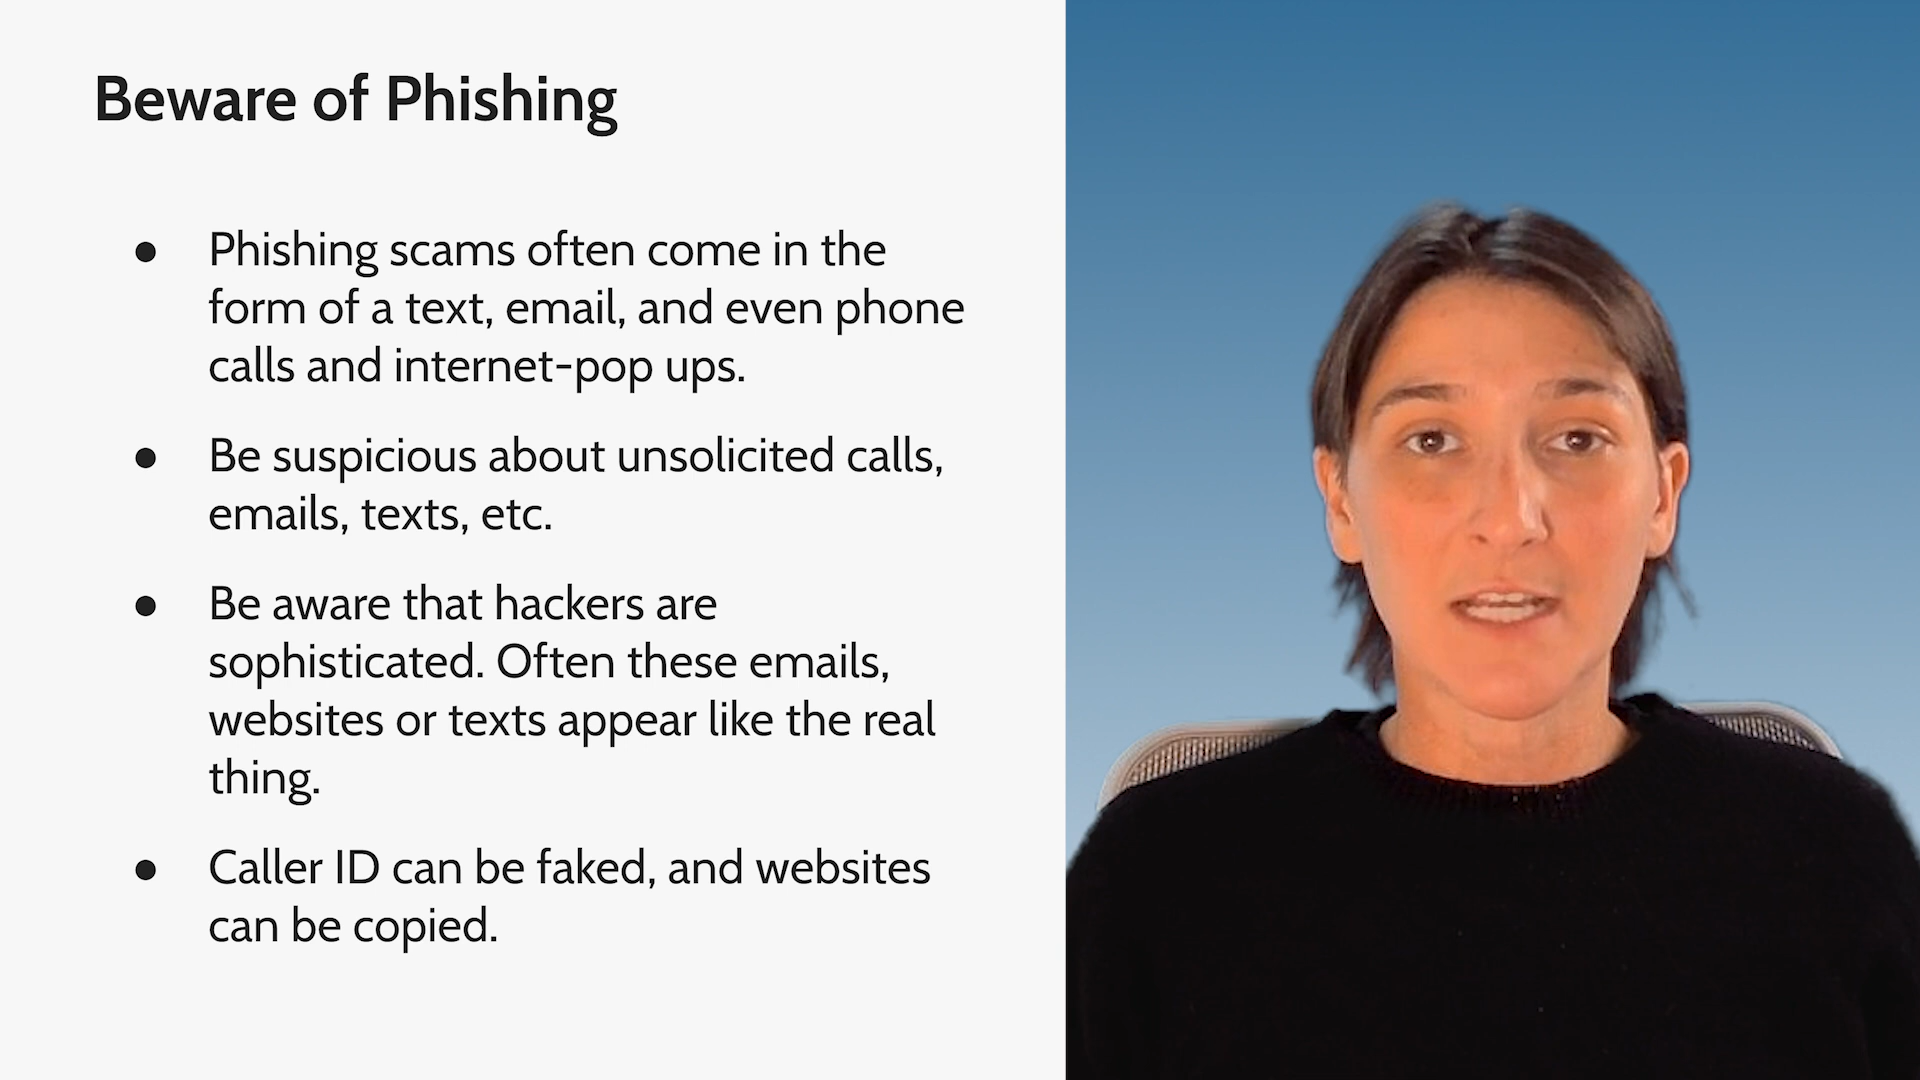 Beware of Phishing
● Phishing scams often come in the
form of a text, email, and even phone
calls and internet-pop ups.
● Be suspicious about unsolicited calls,
emails, texts, etc.
● Be aware that hackers are
sophisticated. Often these emails,
websites or texts appear like the real
thing.
● Caller ID can be faked, and websites
can be copied.